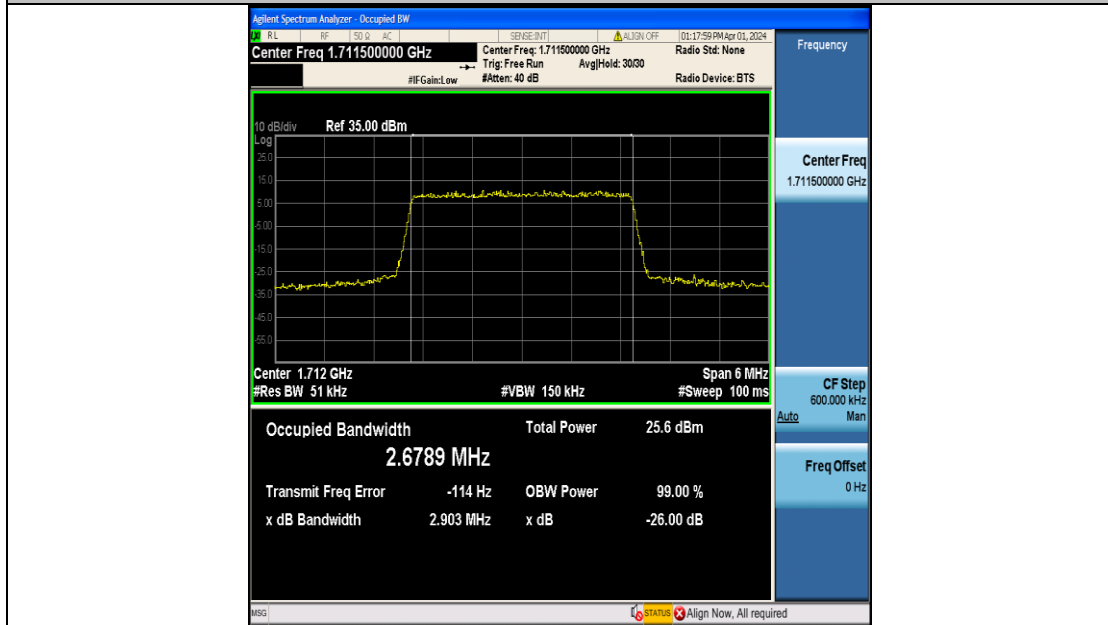 Agilent Spectrum Analyzer - Occupied BW
RL RF 50 Ω AC SENSE:INT ALIGN OFF 01:17:59 PM Apr 01, 2024
Center Freq 1.711500000 GHz
Center Freq: 1.711500000 GHz
Radio Std: None
Trig: Free Run Avg|Hold: 30/30
#IFGain:Low
#Atten: 40 dB
Radio Device: BTS
10 dB/div Ref 35.00 dBm
Log
25.0
15.0
5.00
-5.00
-15.0
-25.0
-35.0
-45.0
-55.0
Center 1.712 GHz
Span 6 MHz
#Res BW 51 kHz
#VBW 150 kHz
#Sweep 100 ms
Occupied Bandwidth
Total Power 25.6 dBm
2.6789 MHz
Transmit Freq Error -114 Hz
OBW Power 99.00 %
x dB Bandwidth 2.903 MHz
x dB -26.00 dB
Frequency
Center Freq
1.711500000 GHz
CF Step
600.000 kHz
Auto Man
Freq Offset
0 Hz
MSG
STATUS
Align Now, All required